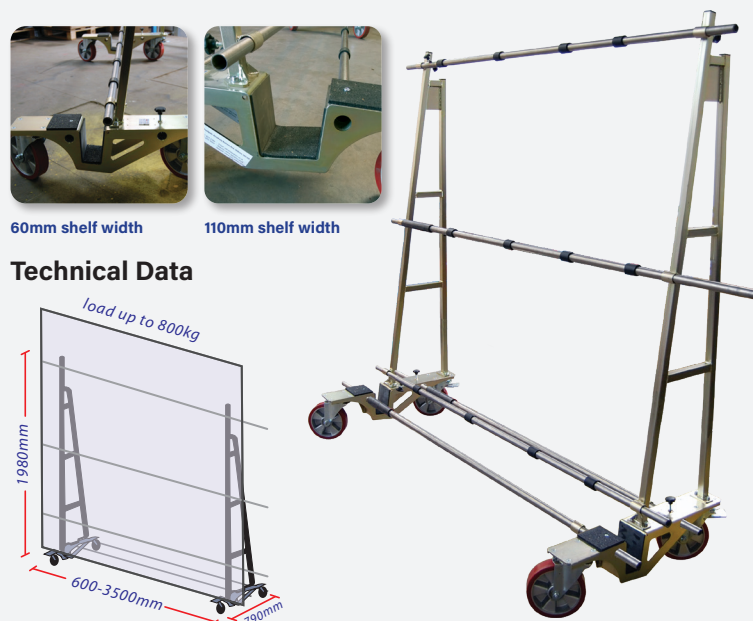 60mm shelf width
110mm shelf width
Technical Data
load up to 800kg
1980mm
600-3500mm
790mm